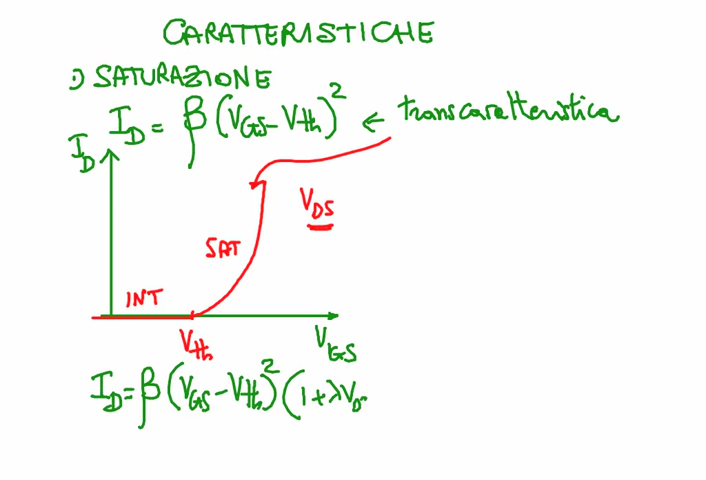 CARATTERISTICHE
1) SATURAZIONE
I_D = β (V_GS - V_th)² ← transcaratteristica
I_D
V_DS
SAT
INT
V_th
V_GS
I_D = β (V_GS - V_th)² (1 + λV_D